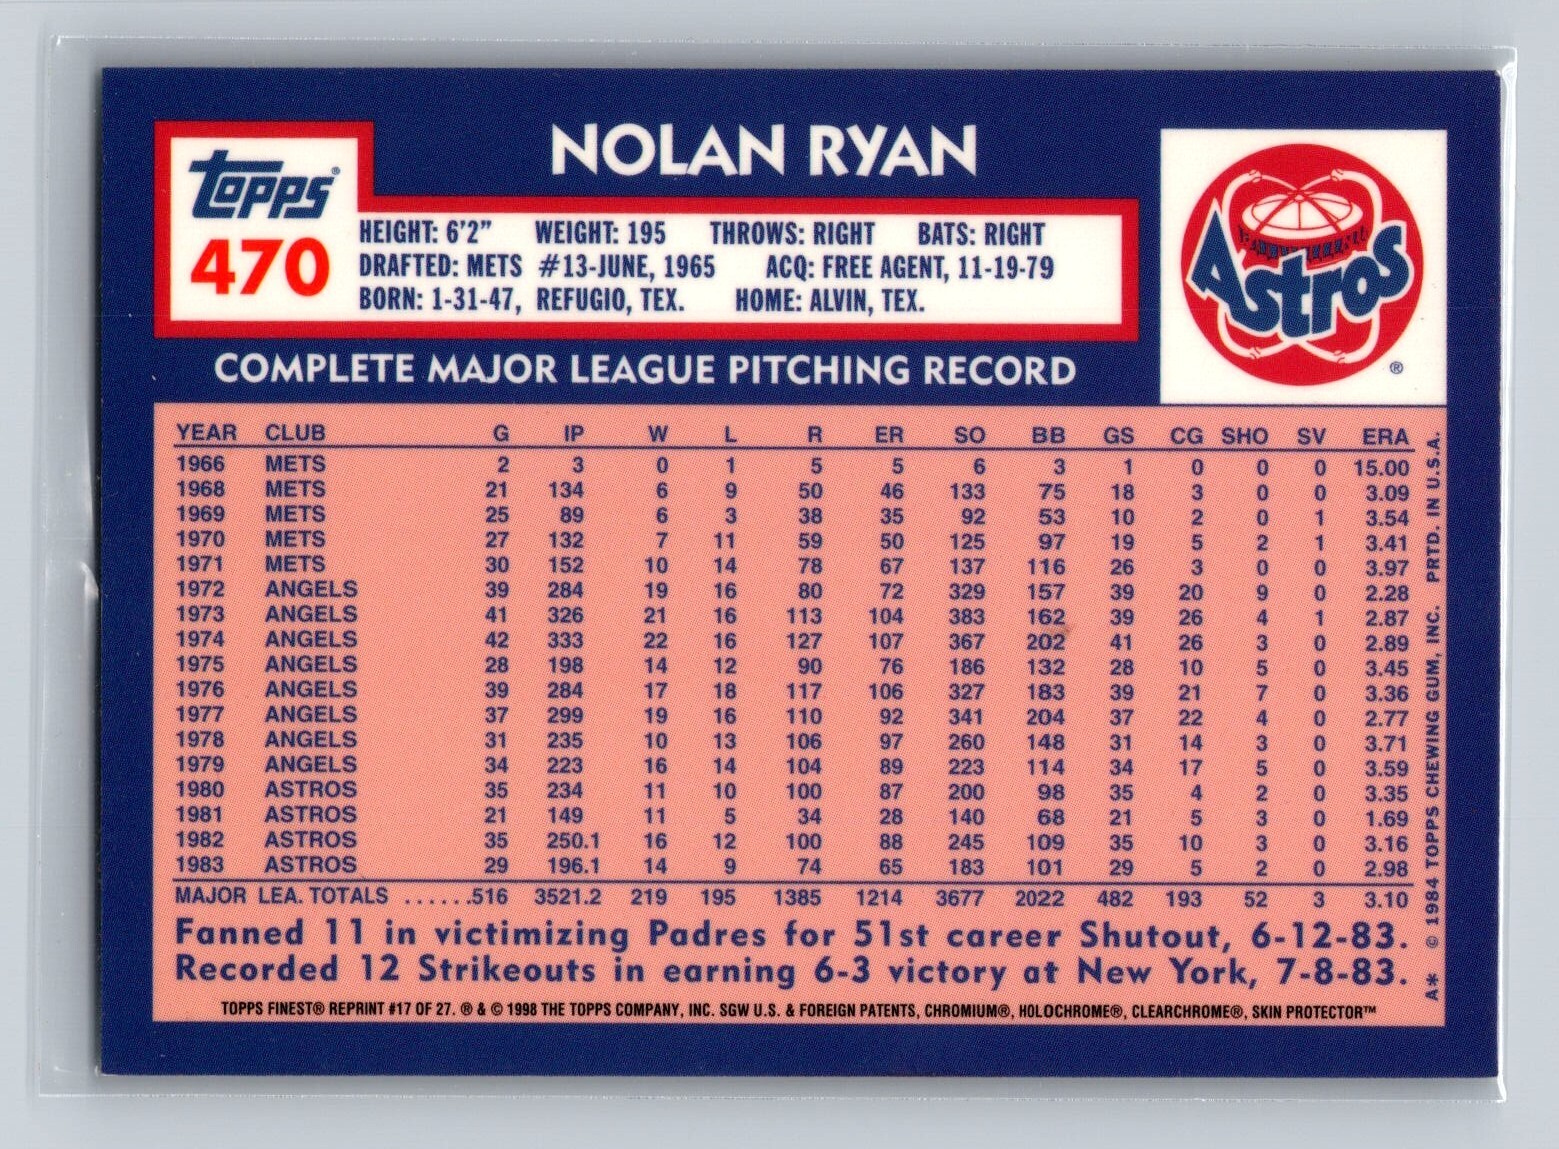 NOLAN RYAN
Topps®
470
HEIGHT: 6'2" WEIGHT: 195 THROWS: RIGHT BATS: RIGHT
DRAFTED: METS #13-JUNE, 1965 ACQ: FREE AGENT, 11-19-79
BORN: 1-31-47, REFUGIO, TEX. HOME: ALVIN, TEX.
Astros
®
COMPLETE MAJOR LEAGUE PITCHING RECORD
YEAR CLUB G IP W L R ER SO BB GS CG SHO SV ERA
1966 METS 2 3 0 1 5 5 6 3 1 0 0 0 15.00
1968 METS 21 134 6 9 50 46 133 75 18 3 0 0 3.09
1969 METS 25 89 6 3 38 35 92 53 10 2 0 1 3.54
1970 METS 27 132 7 11 59 50 125 97 19 5 2 1 3.41
1971 METS 30 152 10 14 78 67 137 116 26 3 0 0 3.97
1972 ANGELS 39 284 19 16 80 72 329 157 39 20 9 0 2.28
1973 ANGELS 41 326 21 16 113 104 383 162 39 26 4 1 2.87
1974 ANGELS 42 333 22 16 127 107 367 202 41 26 3 0 2.89
1975 ANGELS 28 198 14 12 90 76 186 132 28 10 5 0 3.45
1976 ANGELS 39 284 17 18 117 106 327 183 39 21 7 0 3.36
1977 ANGELS 37 299 19 16 110 92 341 204 37 22 4 0 2.77
1978 ANGELS 31 235 10 13 106 97 260 148 31 14 3 0 3.71
1979 ANGELS 34 223 16 14 104 89 223 114 34 17 5 0 3.59
1980 ASTROS 35 234 11 10 100 87 200 98 35 4 2 0 3.35
1981 ASTROS 21 149 11 5 34 28 140 68 21 5 3 0 1.69
1982 ASTROS 35 250.1 16 12 100 88 245 109 35 10 3 0 3.16
1983 ASTROS 29 196.1 14 9 74 65 183 101 29 5 2 0 2.98
MAJOR LEA. TOTALS ......516 3521.2 219 195 1385 1214 3677 2022 482 193 52 3 3.10
Fanned 11 in victimizing Padres for 51st career Shutout, 6-12-83.
Recorded 12 Strikeouts in earning 6-3 victory at New York, 7-8-83.
TOPPS FINEST® REPRINT #17 OF 27. ® & © 1998 THE TOPPS COMPANY, INC. SGW U.S. & FOREIGN PATENTS, CHROMIUM®, HOLOCHROME®, CLEARCHROME®, SKIN PROTECTOR™
A* © 1984 TOPPS CHEWING GUM, INC. PRTD. IN U.S.A.